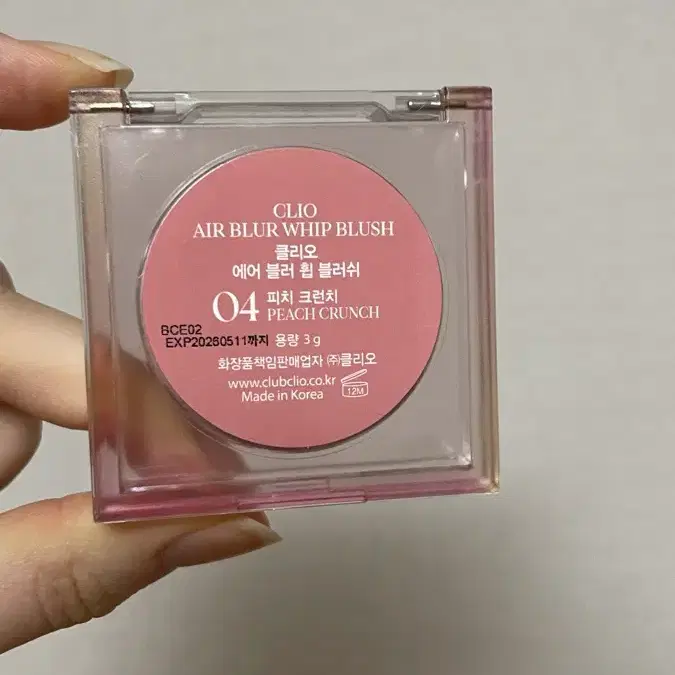 CLIO
AIR BLUR WHIP BLUSH
클리오
에어 블러 휩 블러쉬
04 피치 크런치
PEACH CRUNCH
BCE02
EXP20260511까지 용량 3 g
화장품책임판매업자 ㈜클리오
www.clubclio.co.kr
Made in Korea
12M